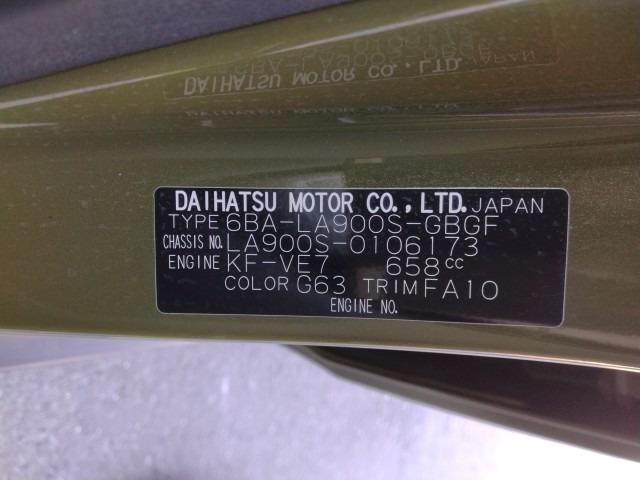 DAIHATSU MOTOR CO.,LTD. JAPAN
TYPE 6BA-LA900S-GBGF
CHASSIS NO. LA900S-0106173
ENGINE KF-VE7 658cc
COLOR G63 TRIM FA10
ENGINE NO.